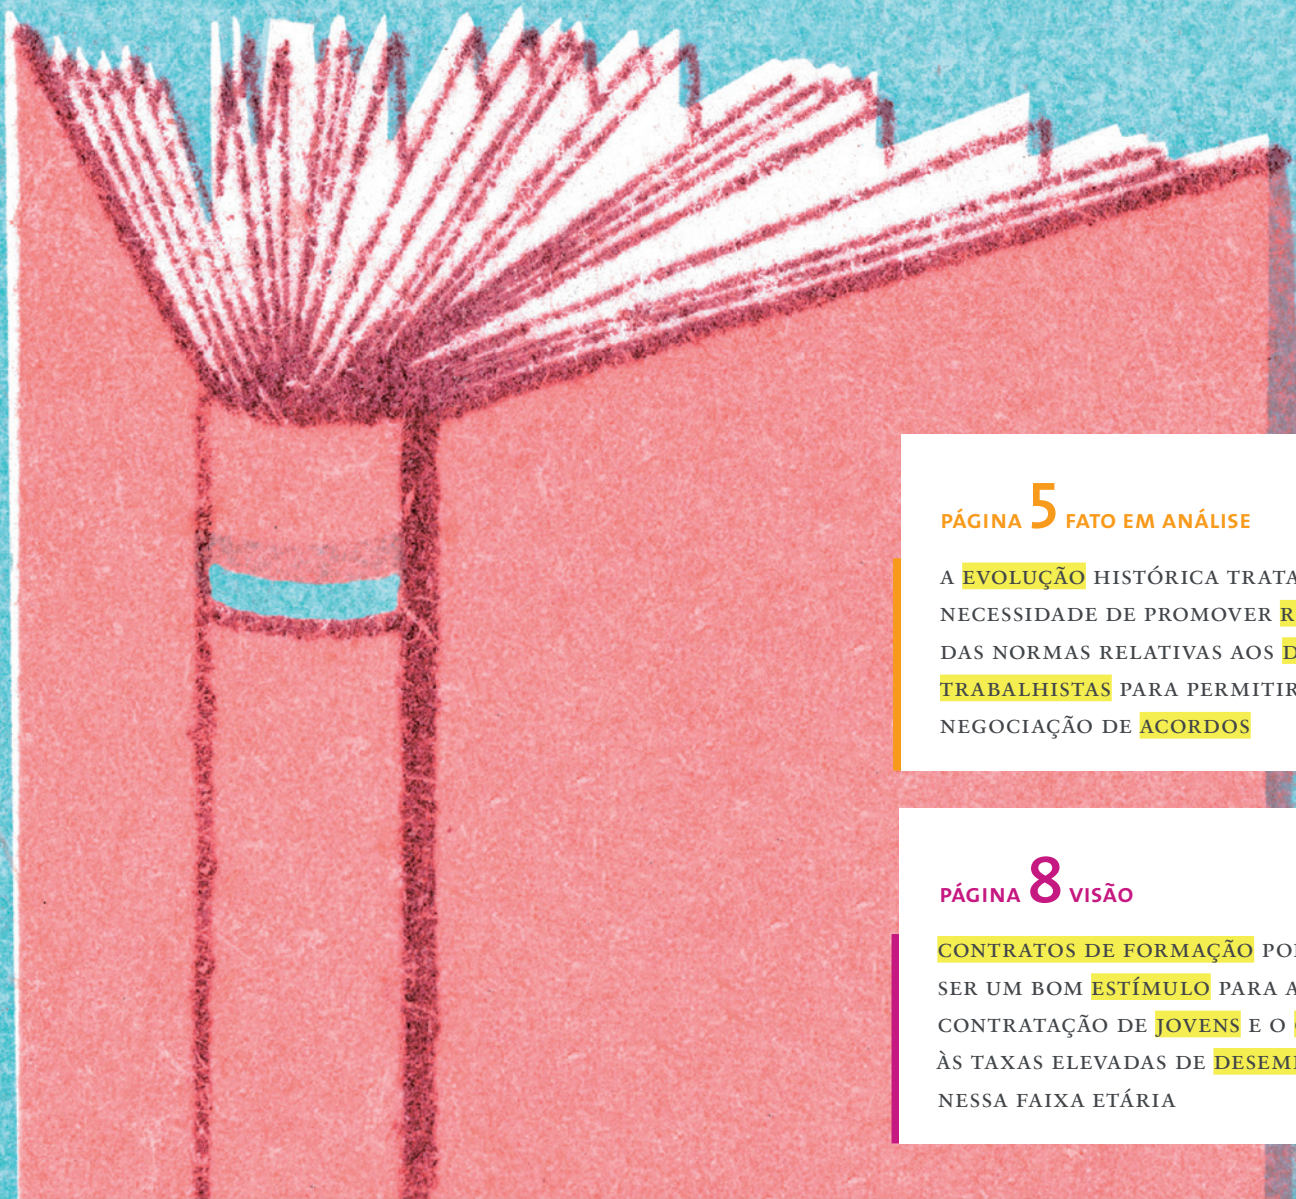 PÁGINA 5 FATO EM ANÁLISE
A EVOLUÇÃO HISTÓRICA TRATA
NECESSIDADE DE PROMOVER
DAS NORMAS RELATIVAS AOS
TRABALHISTAS PARA PERMITIR
NEGOCIAÇÃO DE ACORDOS
PÁGINA 8 VISÃO
CONTRATOS DE FORMAÇÃO
SER UM BOM ESTÍMULO PARA A
CONTRATAÇÃO DE JOVENS E O
ÀS TAXAS ELEVADAS DE
NESSA FAIXA ETÁRIA